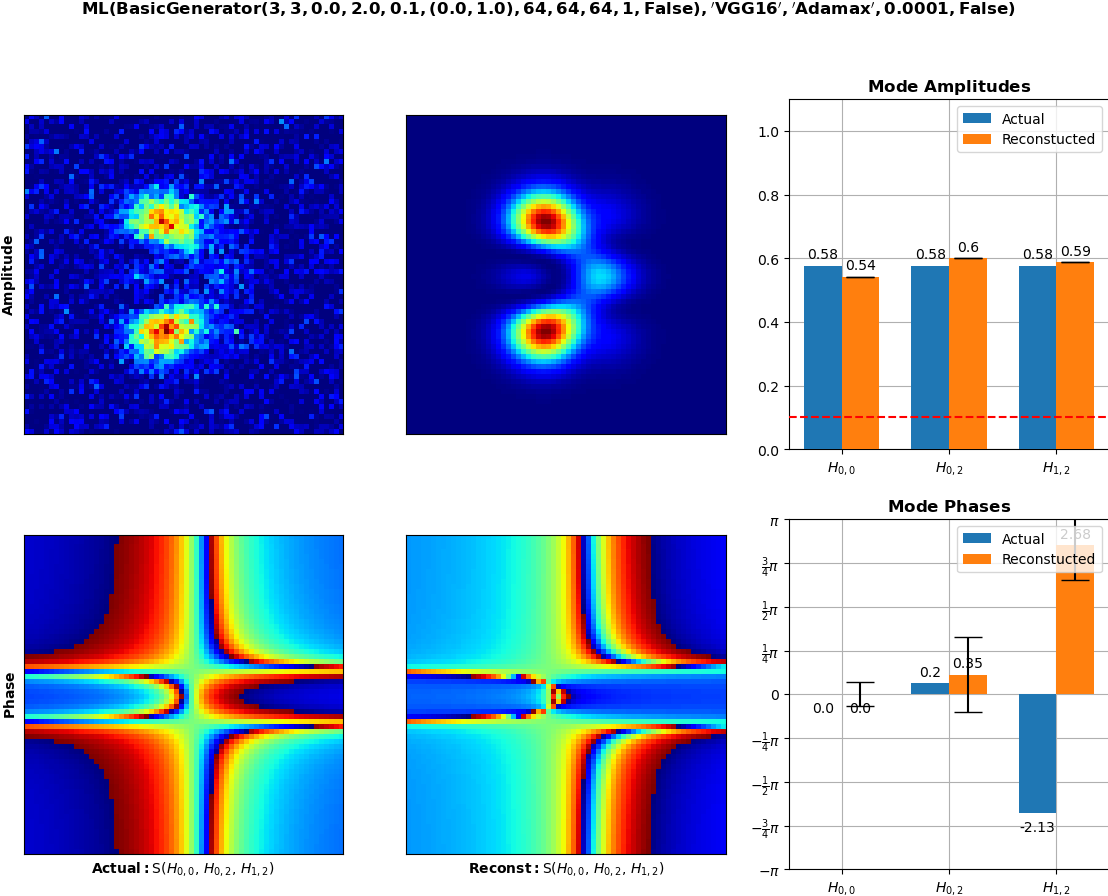 ML(BasicGenerator(3, 3, 0.0, 2.0, 0.1, (0.0, 1.0), 64, 64, 64, 1, False), ′VGG16′, ′Adamax′, 0.0001, False)
Amplitude
Mode Amplitudes
Actual
Reconstucted
1.0
0.8
0.6
0.4
0.2
0.0
0.58
0.54
0.58
0.6
0.58
0.59
H0,0
H0,2
H1,2
Phase
Actual: S(H0,0, H0,2, H1,2)
Reconst: S(H0,0, H0,2, H1,2)
Mode Phases
Actual
Reconstucted
π
3/4π
1/2π
1/4π
0
−1/4π
−1/2π
−3/4π
−π
0.0
0.0
0.2
0.35
-2.13
2.68
H0,0
H0,2
H1,2